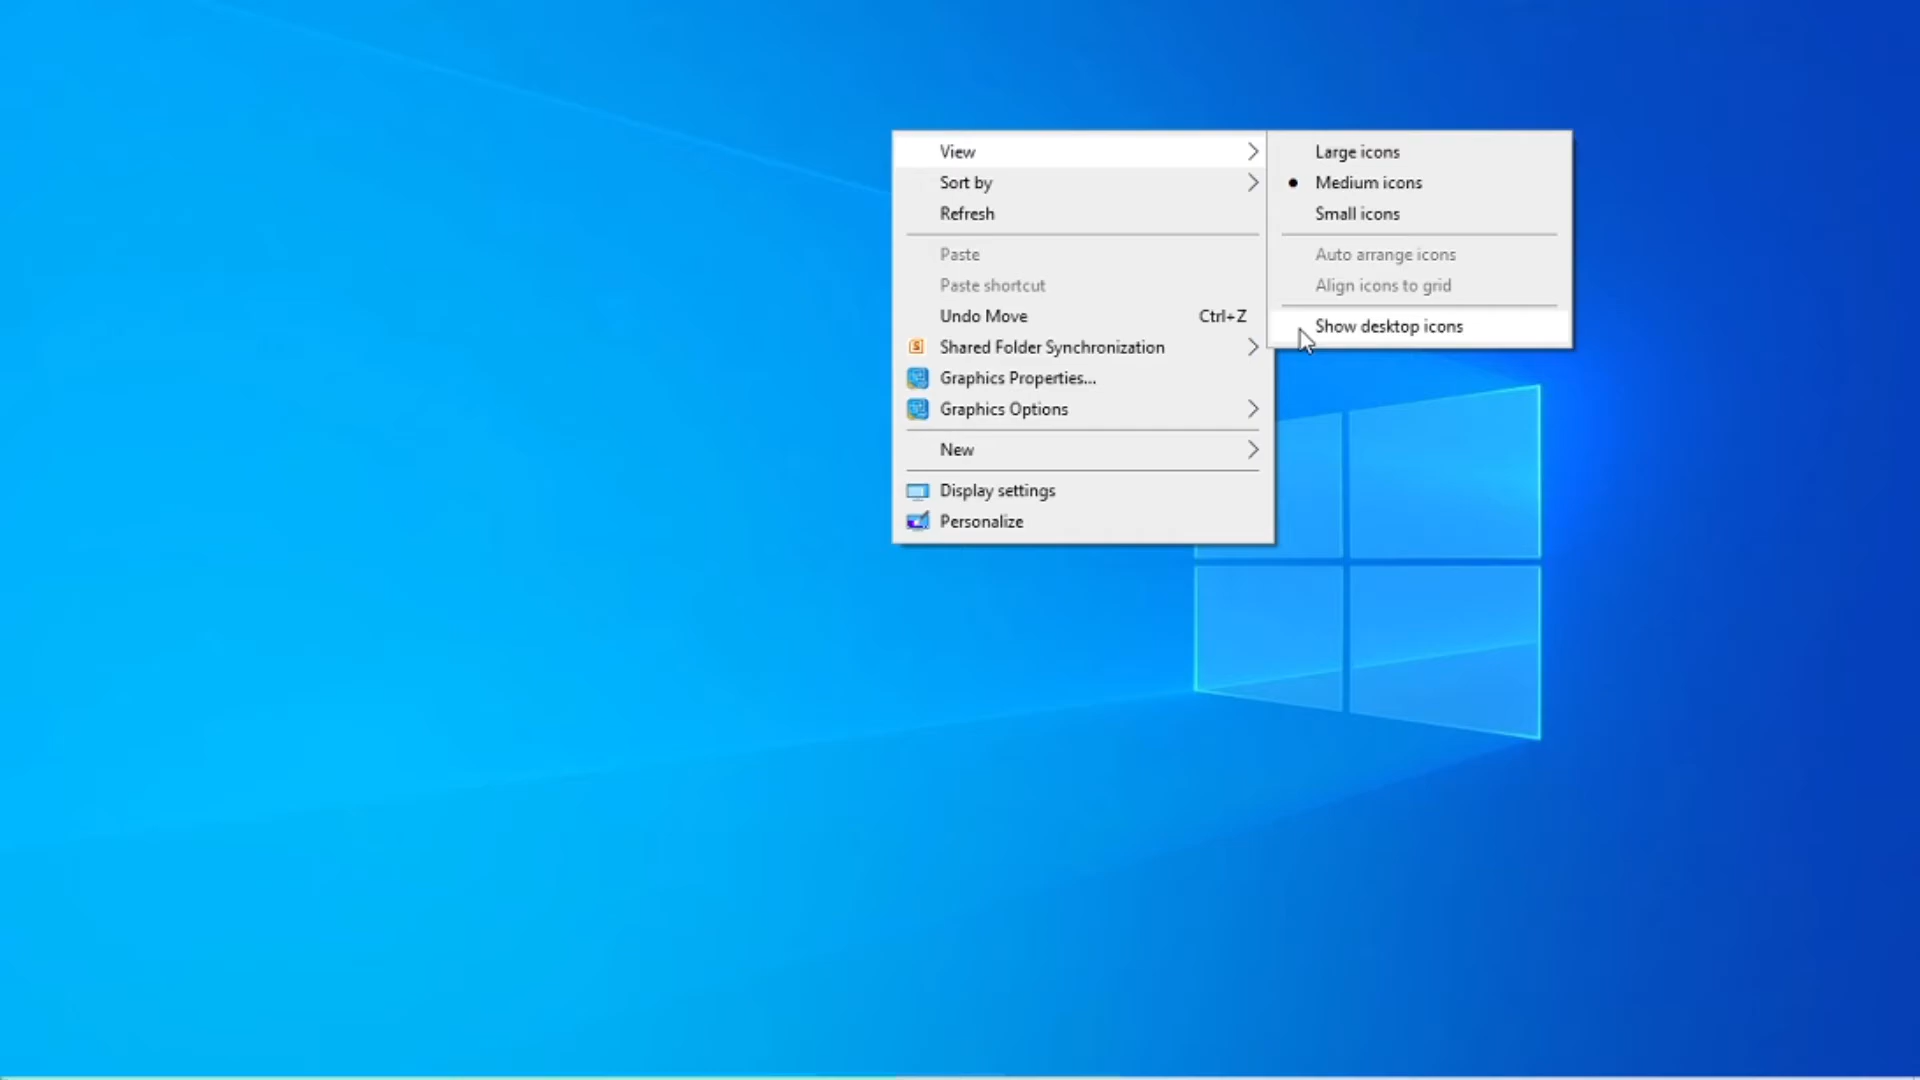 View
Sort by
Refresh
Paste
Paste shortcut
Undo Move Ctrl+Z
Shared Folder Synchronization
Graphics Properties...
Graphics Options
New
Display settings
Personalize
Large icons
Medium icons
Small icons
Auto arrange icons
Align icons to grid
Show desktop icons